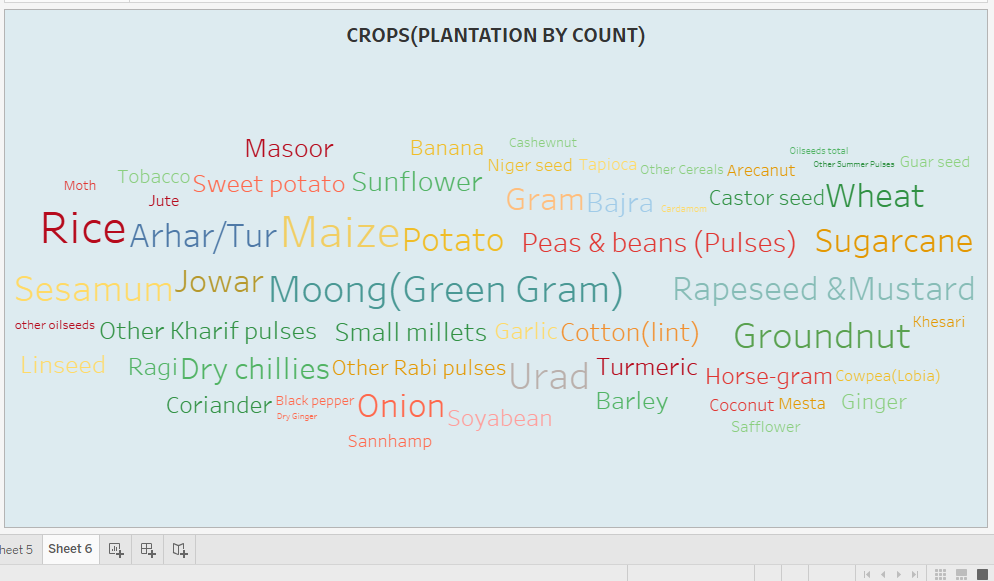 CROPS(PLANTATION BY COUNT)
Cashewnut
Masoor Banana Oilseeds total
Niger seed Tapioca Other Cereals Arecanut Other Summer Pulses Guar seed
Moth Tobacco Sweet potato Sunflower
Jute Gram Bajra Cardamom Castor seed Wheat
Rice Arhar/Tur Maize Potato Peas & beans (Pulses) Sugarcane
Sesamum Jowar Moong(Green Gram) Rapeseed &Mustard
other oilseeds Other Kharif pulses Small millets Garlic Cotton(lint) Groundnut Khesari
Linseed Ragi Dry chillies Other Rabi pulses Urad Turmeric Horse-gram Cowpea(Lobia)
Coriander Black pepper Onion Soyabean Barley Coconut Mesta Ginger
Dry Ginger Safflower
Sannhamp
heet 5 Sheet 6